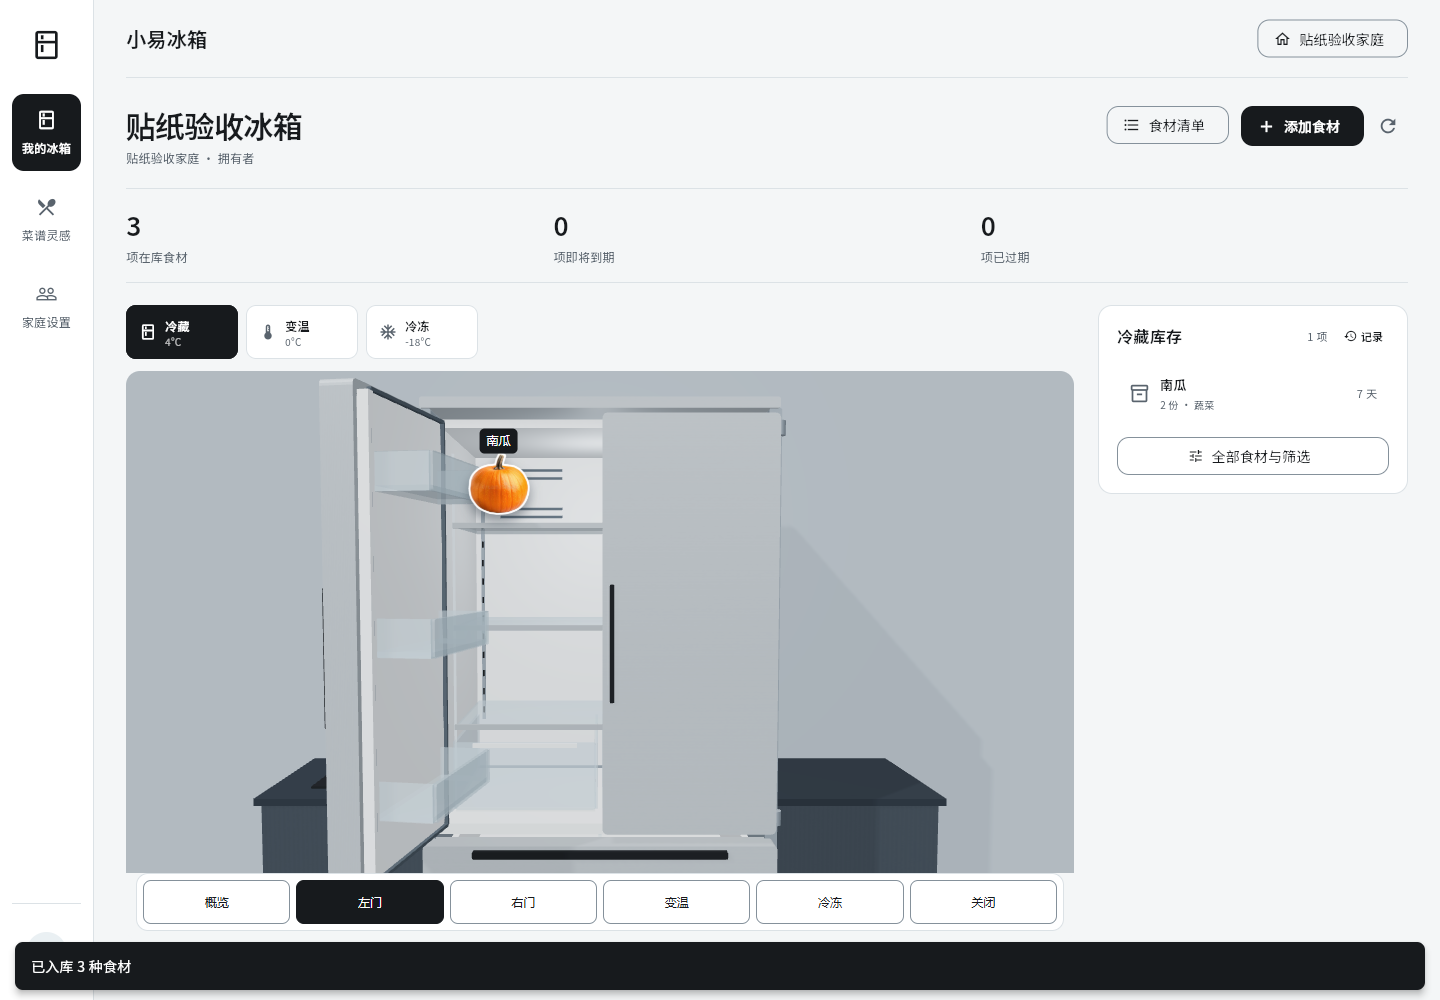 小易冰箱
贴纸验收家庭
我的冰箱
菜谱灵感
家庭设置
贴纸验收冰箱
贴纸验收家庭 · 拥有者
食材清单
添加食材
3
项在库食材
0
项即将到期
0
项已过期
冷藏
4°C
变温
0°C
冷冻
-18°C
南瓜
冷藏库存
1 项
记录
南瓜
2 份 · 蔬菜
7 天
全部食材与筛选
概览
左门
右门
变温
冷冻
关闭
已入库 3 种食材